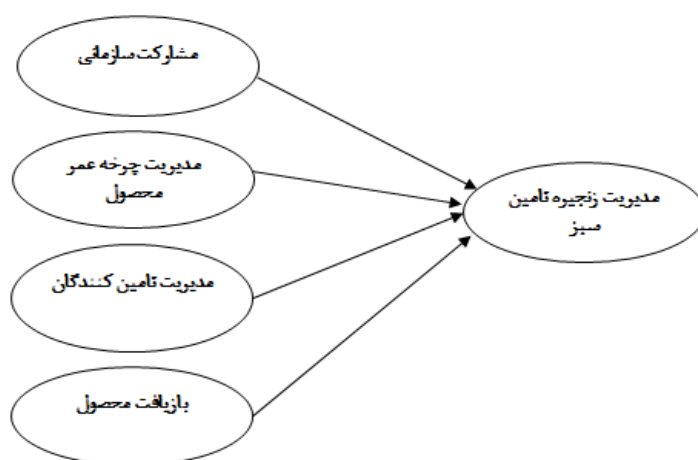 مشارکت سازمانی
مدیریت چرخه عمر
محصول
مدیریت تامین کنندگان
بازیافت محصول
مدیریت زنجیره تامین
سبز